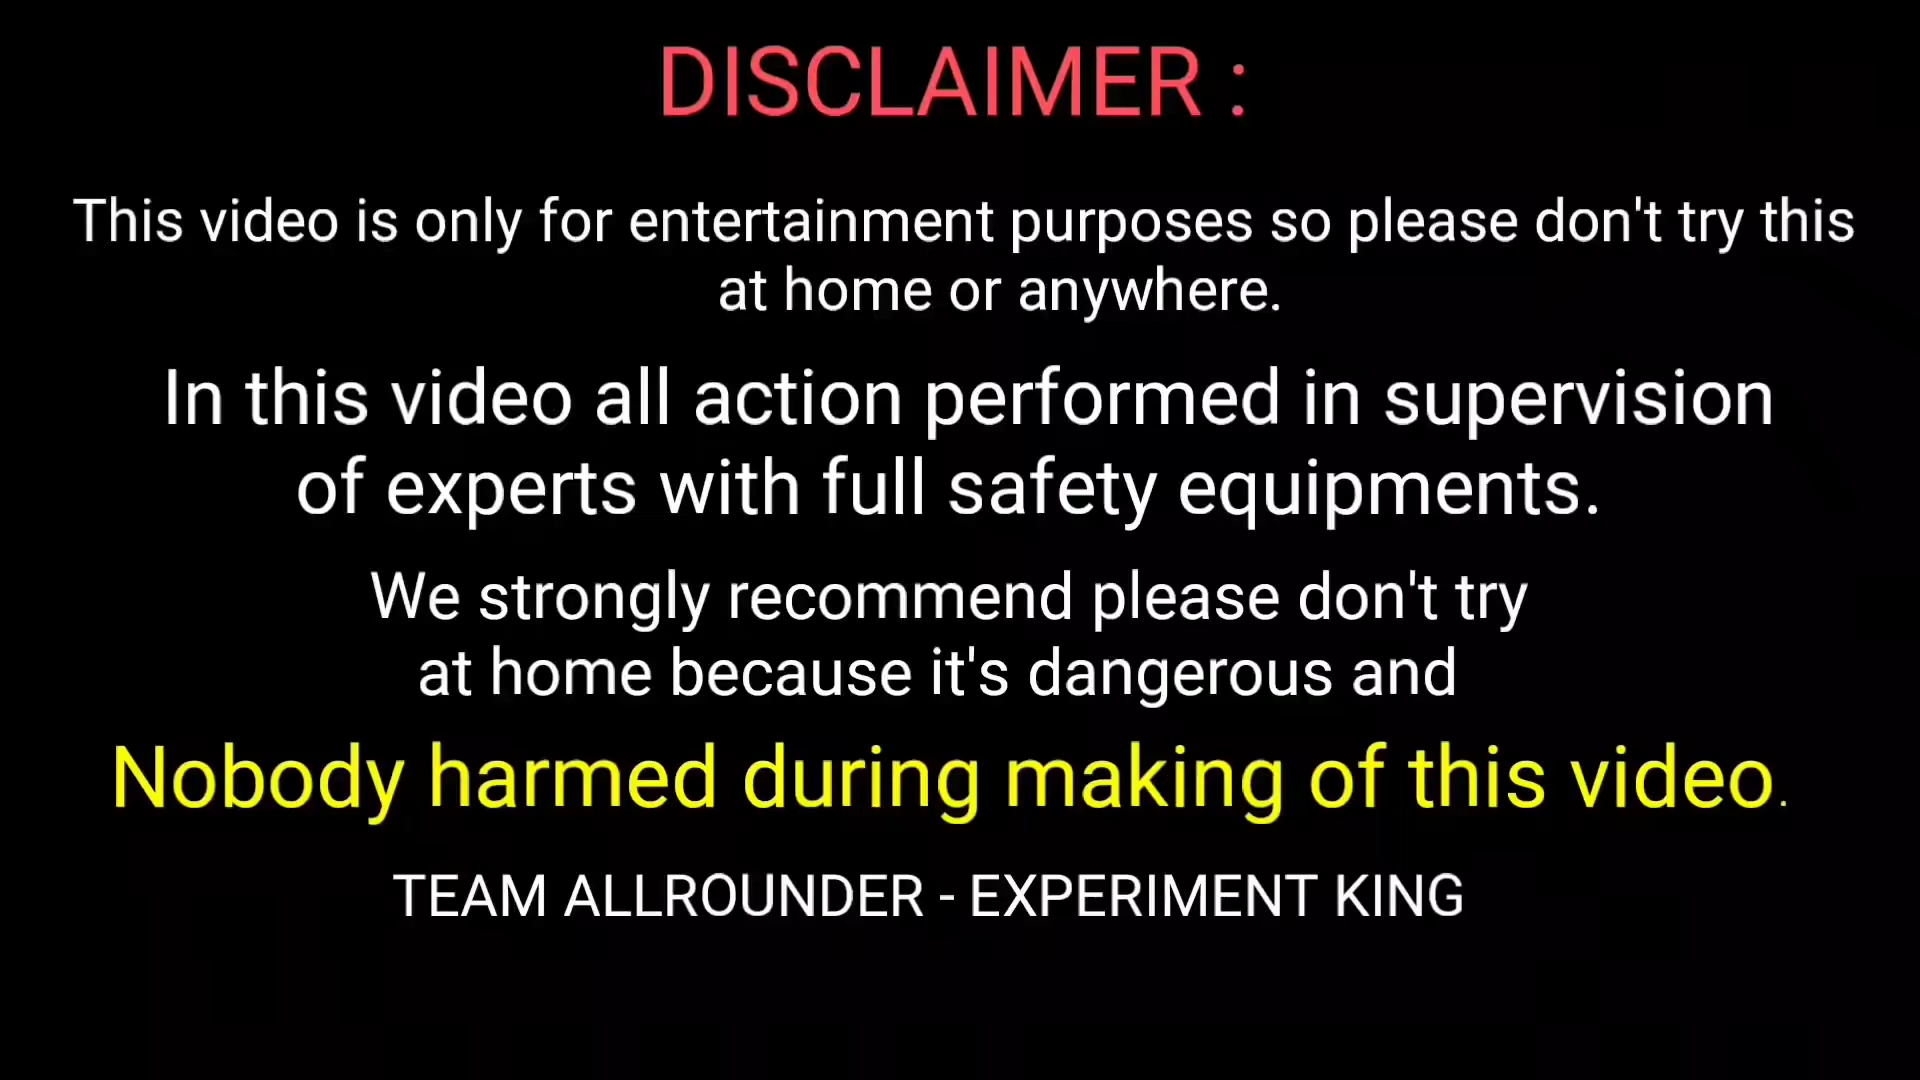 DISCLAIMER :
This video is only for entertainment purposes so please don't try this
at home or anywhere.
In this video all action performed in supervision
of experts with full safety equipments.
We strongly recommend please don't try
at home because it's dangerous and
Nobody harmed during making of this video.
TEAM ALLROUNDER - EXPERIMENT KING